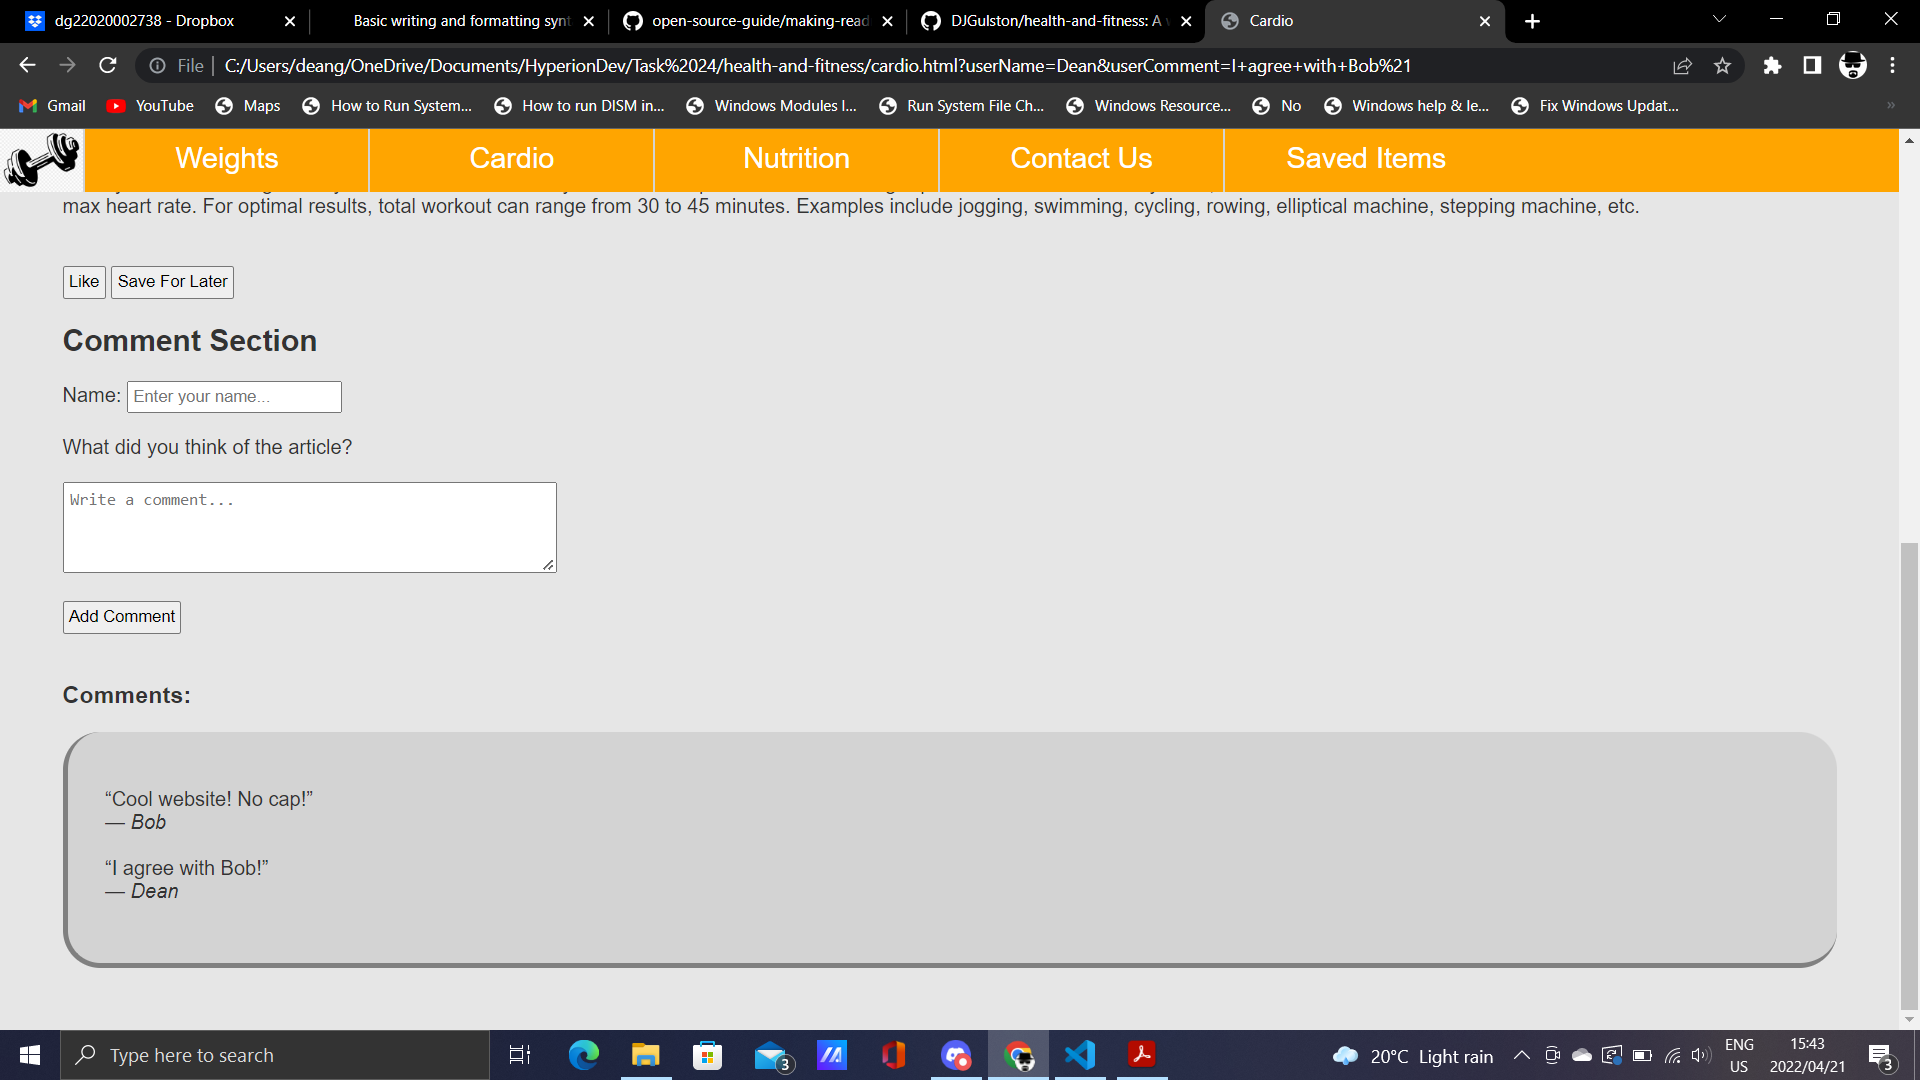 dg22020002738 - Dropbox
Basic writing and formatting synt
open-source-guide/making-read
DJGulston/health-and-fitness: A w
Cardio
File
C:/Users/deang/OneDrive/Documents/HyperionDev/Task%2024/health-and-fitness/cardio.html?userName=Dean&userComment=I+agree+with+Bob%21
Gmail
YouTube
Maps
How to Run System...
How to run DISM in...
Windows Modules I...
Run System File Ch...
Windows Resource...
No
Windows help & le...
Fix Windows Updat...
»
Weights
Cardio
Nutrition
Contact Us
Saved Items
max heart rate. For optimal results, total workout can range from 30 to 45 minutes. Examples include jogging, swimming, cycling, rowing, elliptical machine, stepping machine, etc.
Like
Save For Later
Comment Section
Name: Enter your name...
What did you think of the article?
Write a comment...
Add Comment
Comments:
“Cool website! No cap!”
— Bob
“I agree with Bob!”
— Dean
Type here to search
3
20°C Light rain
ENG
US
15:43
2022/04/21
3